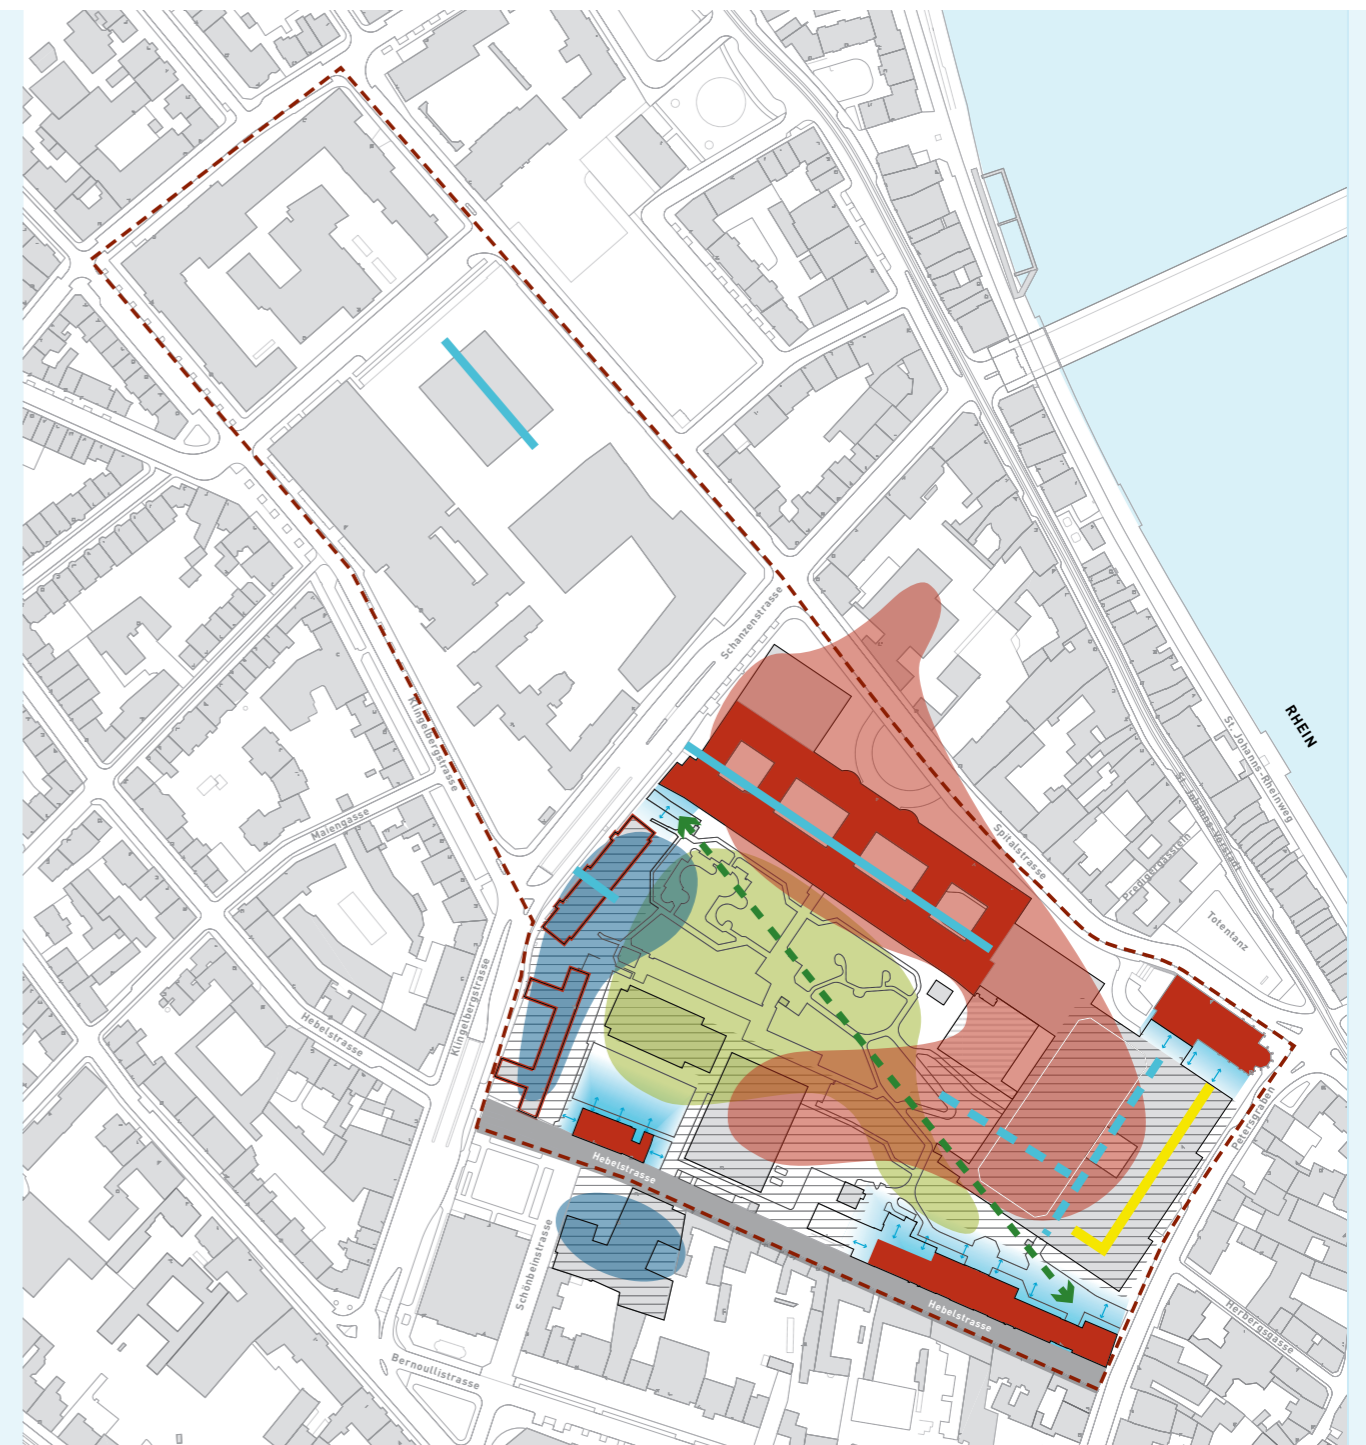 Schanzenstrasse
RHEIN
St. Johanns-Rheinweg
St. Johanns-Vorstadt
Klingelbergstrasse
Maiengasse
Spitalstrasse
Predigergässlein
Totentanz
Klingelbergstrasse
Hebelstrasse
Petersgraben
Hebelstrasse
Schönbeinstrasse
Hebelstrasse
Herbergsgasse
Bernoullistrasse